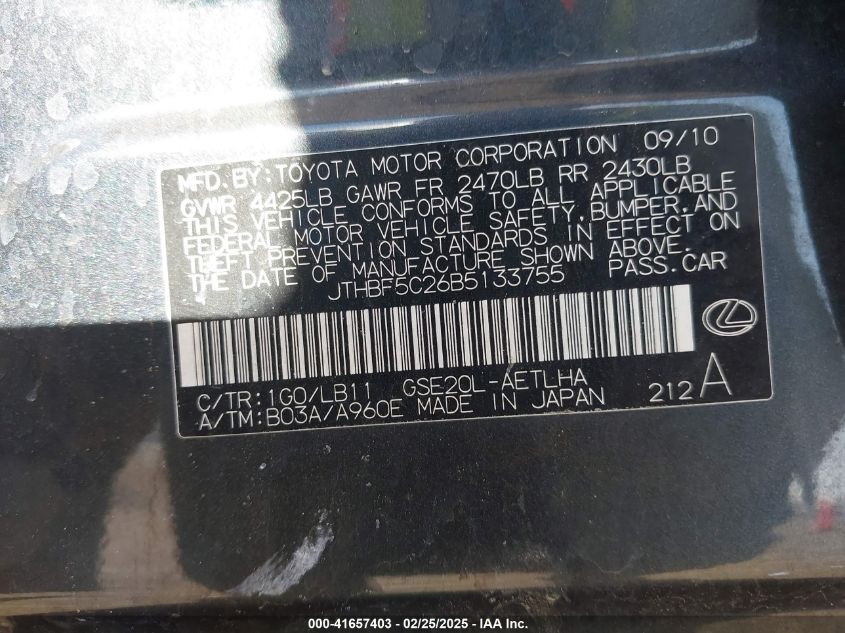 MFD. BY: TOYOTA MOTOR CORPORATION 09/10
GVWR 4425LB GAWR FR 2470LB RR 2430LB
THIS VEHICLE CONFORMS TO ALL APPLICABLE
FEDERAL MOTOR VEHICLE SAFETY, BUMPER, AND
THEFT PREVENTION STANDARDS IN EFFECT ON
THE DATE OF MANUFACTURE SHOWN ABOVE.
JTHBF5C26B5133755 PASS. CAR
C/TR: 1G0/LB11 GSE20L-AETLHA
A/TM: B03A/A960E MADE IN JAPAN 212 A
000-41657403 - 02/25/2025 - IAA Inc.